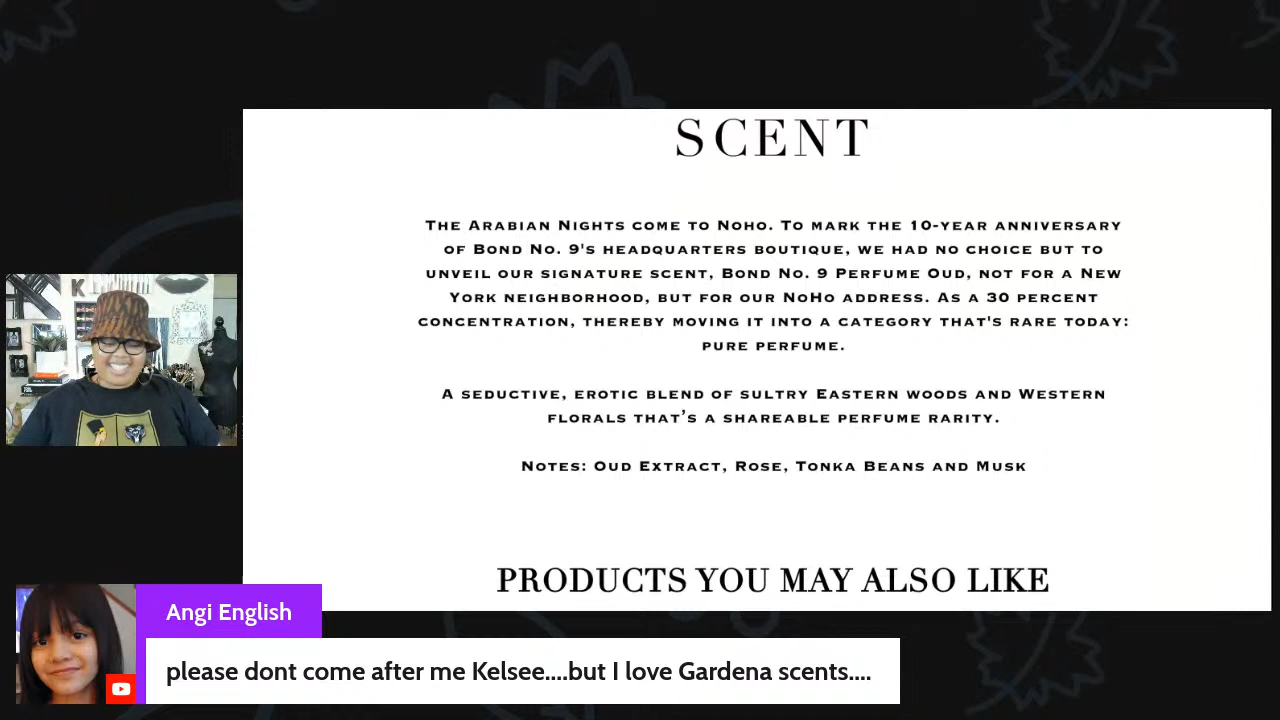 SCENT
The Arabian Nights come to Noho. To mark the 10-year anniversary
of Bond No. 9's headquarters boutique, we had no choice but to
unveil our signature scent, Bond No. 9 Perfume Oud, not for a New
York neighborhood, but for our NoHo address. As a 30 percent
concentration, thereby moving it into a category that's rare today:
pure perfume.
A seductive, erotic blend of sultry Eastern woods and Western
florals that’s a shareable perfume rarity.
Notes: Oud Extract, Rose, Tonka Beans and Musk
PRODUCTS YOU MAY ALSO LIKE
K
Angi English
please dont come after me Kelsee....but I love Gardena scents....